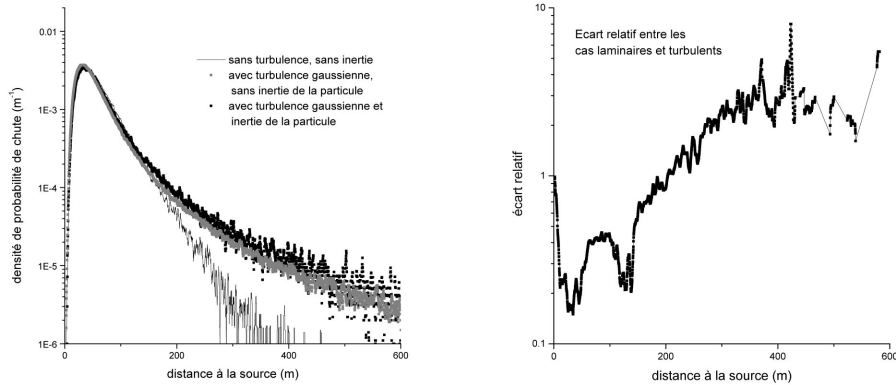 0.01
1E-3
1E-4
1E-5
1E-6
densité de probabilité de chute (m⁻¹)
sans turbulence, sans inertie
avec turbulence gaussienne,
sans inertie de la particule
avec turbulence gaussienne et
inertie de la particule
0
200
400
600
distance à la source (m)
10
1
0.1
écart relatif
Ecart relatif entre les
cas laminaires et turbulents
0
100
200
300
400
500
600
distance à la source (m)